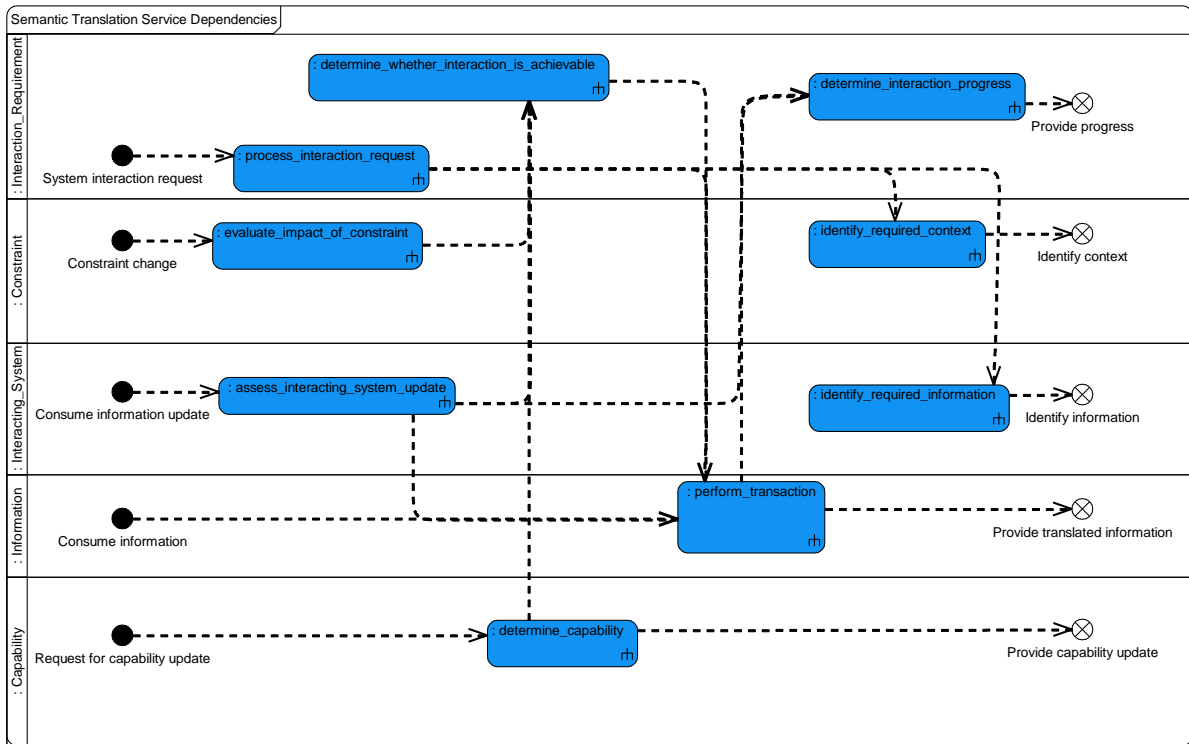 Semantic Translation Service Dependencies
: Interaction_Requirement
: determine_whether_interaction_is_achievable
: determine_interaction_progress
Provide progress
: process_interaction_request
System interaction request
: Constraint
: evaluate_impact_of_constraint
Constraint change
: identify_required_context
Identify context
: Interacting_System
: assess_interacting_system_update
Consume information update
: identify_required_information
Identify information
: Information
: perform_transaction
Consume information
Provide translated information
: Capability
: determine_capability
Request for capability update
Provide capability update